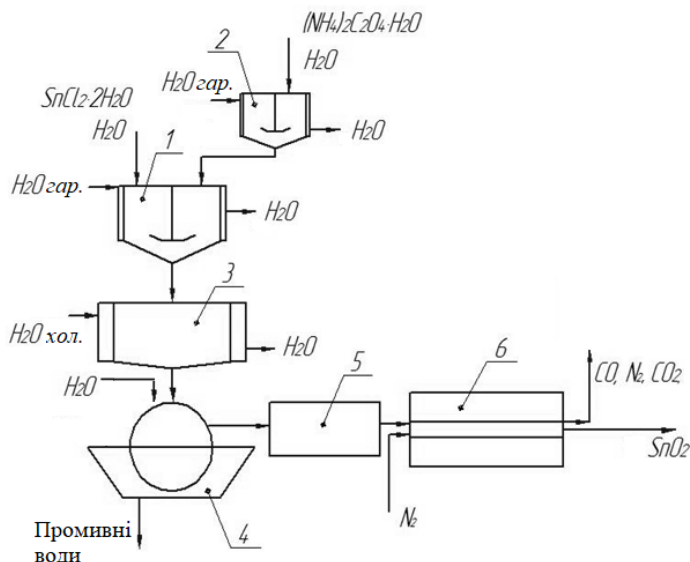 (NH4)2C2O4·H2O
2
H2O
H2O гар.
SnCl2·2H2O
H2O
H2O
1
H2O гар.
H2O
3
H2O хол.
H2O
H2O
5
6
CO, N2, CO2
SnO2
N2
4
Промивні
води